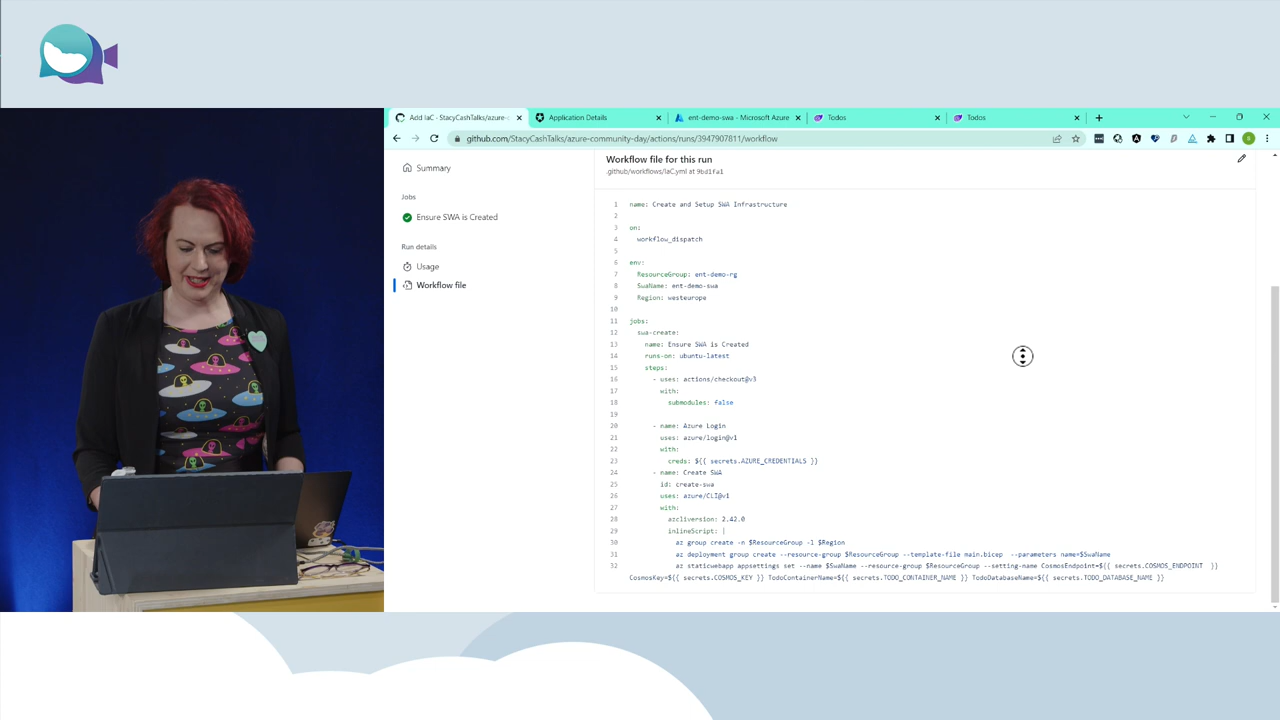 Add IaC · StacyCashTalks/azure-c
Application Details
ent-demo-swa - Microsoft Azure
Todos
Todos
github.com/StacyCashTalks/azure-community-day/actions/runs/3947907811/workflow
Summary
Jobs
Ensure SWA is Created
Run details
Usage
Workflow file
Workflow file for this run
.github/workflows/IaC.yml at 9bd1fa1
1 name: Create and Setup SWA Infrastructure
2
3 on:
4 workflow_dispatch
5
6 env:
7 ResourceGroup: ent-demo-rg
8 SwaName: ent-demo-swa
9 Region: westeurope
10
11 jobs:
12 swa-create:
13 name: Ensure SWA is Created
14 runs-on: ubuntu-latest
15 steps:
16 - uses: actions/checkout@v3
17 with:
18 submodules: false
19
20 - name: Azure Login
21 uses: azure/login@v1
22 with:
23 creds: ${{ secrets.AZURE_CREDENTIALS }}
24 - name: Create SWA
25 id: create-swa
26 uses: azure/CLI@v1
27 with:
28 azcliversion: 2.42.0
29 inlineScript: |
30 az group create -n $ResourceGroup -l $Region
31 az deployment group create --resource-group $ResourceGroup --template-file main.bicep --parameters name=$SwaName
32 az staticwebapp appsettings set --name $SwaName --resource-group $ResourceGroup --setting-name CosmosEndpoint=${{ secrets.COSMOS_ENDPOINT }}
CosmosKey=${{ secrets.COSMOS_KEY }} TodoContainerName=${{ secrets.TODO_CONTAINER_NAME }} TodoDatabaseName=${{ secrets.TODO_DATABASE_NAME }}